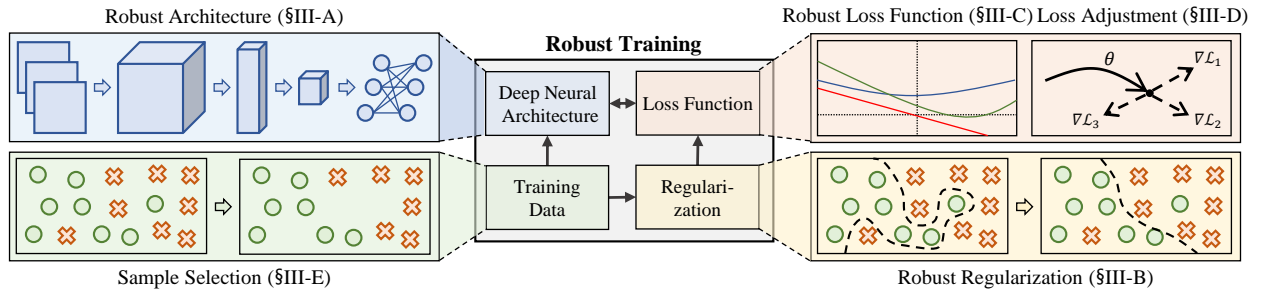 Robust Architecture (§III-A)
Robust Loss Function (§III-C)
Loss Adjustment (§III-D)
Robust Training
Deep Neural
Architecture
Loss Function
θ
∇ℒ₁
∇ℒ₂
∇ℒ₃
Training
Data
Regulari-
zation
Sample Selection (§III-E)
Robust Regularization (§III-B)